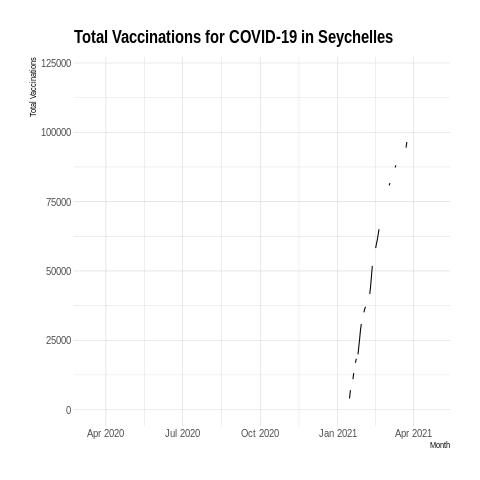 Total Vaccinations for COVID-19 in Seychelles
Total Vaccinations
125000
100000
75000
50000
25000
0
Apr 2020 Jul 2020 Oct 2020 Jan 2021 Apr 2021
Month